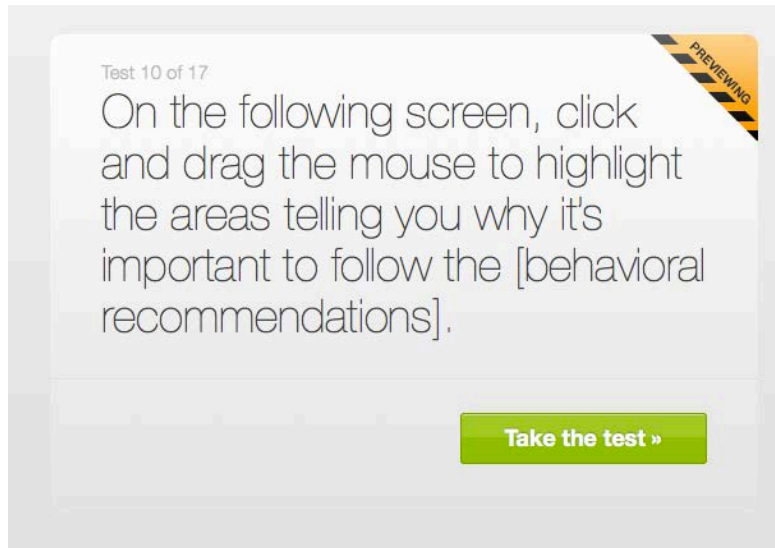 Test 10 of 17
PREVIEWING
On the following screen, click
and drag the mouse to highlight
the areas telling you why it's
important to follow the [behavioral
recommendations].
Take the test »